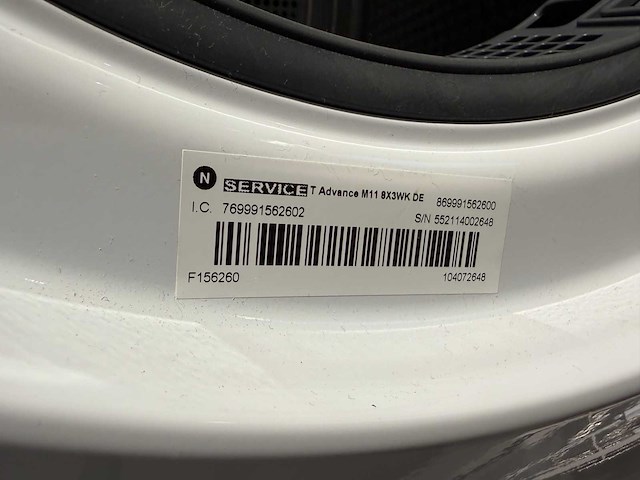 N SERVICE T Advance M11 8X3WK DE 869991562600
I.C. 769991562602 S/N 552114002648
F156260 104072648